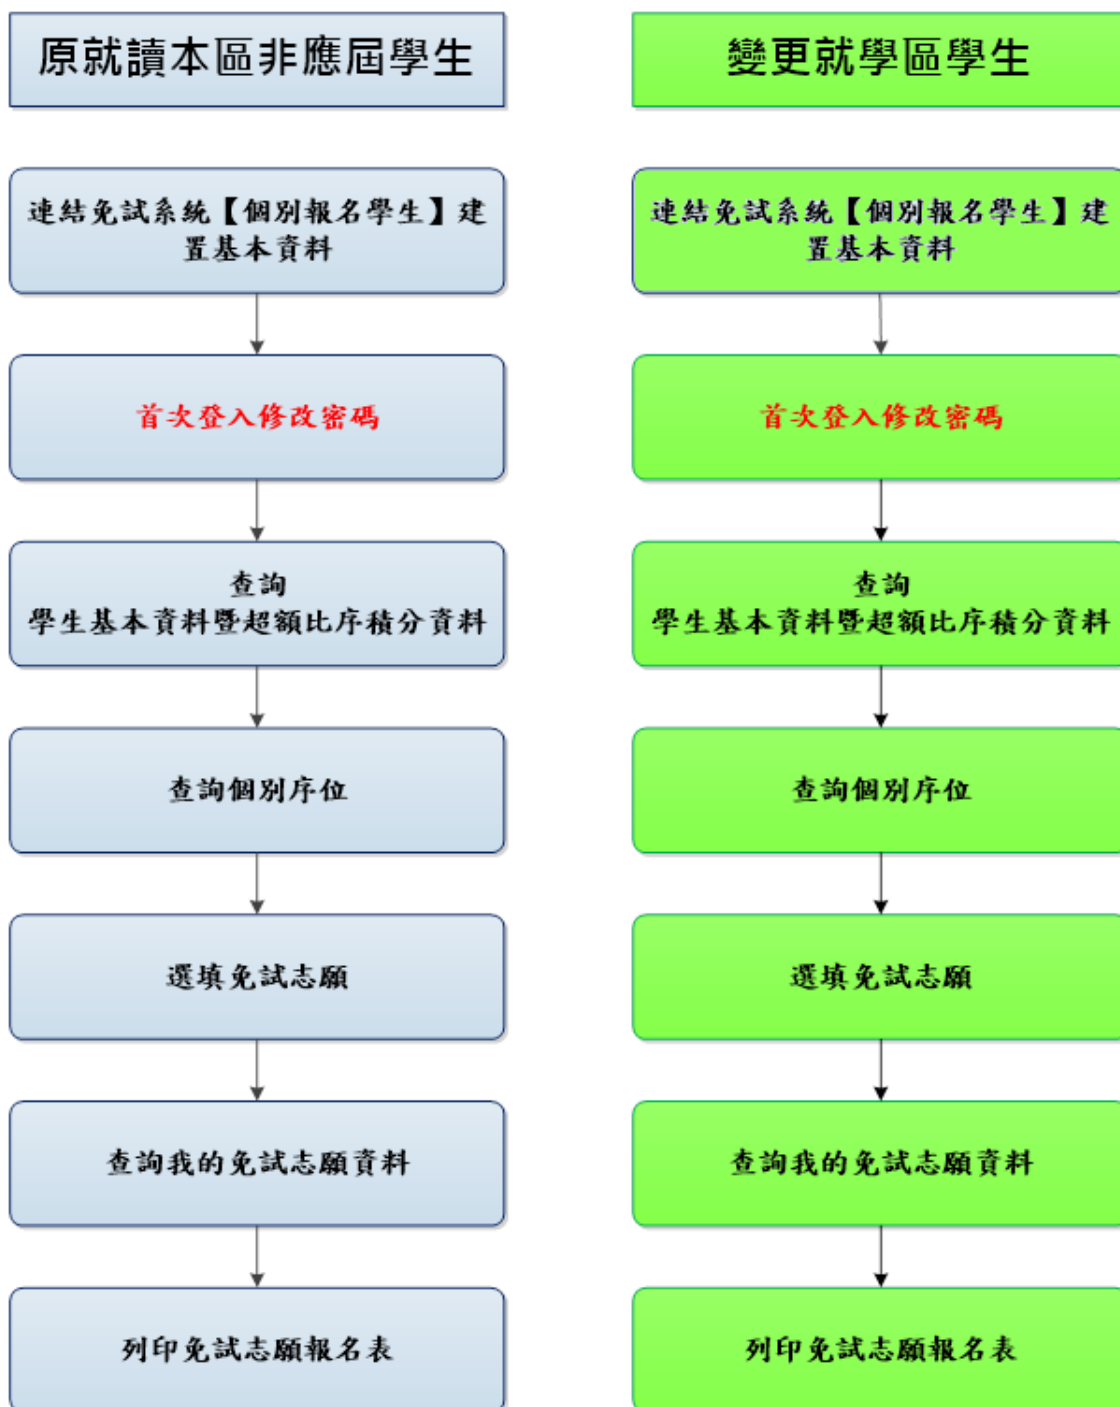 原就讀本區非應屆學生
連結免試系統【個別報名學生】建
置基本資料
首次登入修改密碼
查詢
學生基本資料暨超額比序積分資料
查詢個別序位
選填免試志願
查詢我的免試志願資料
列印免試志願報名表
變更就學區學生
連結免試系統【個別報名學生】建
置基本資料
首次登入修改密碼
查詢
學生基本資料暨超額比序積分資料
查詢個別序位
選填免試志願
查詢我的免試志願資料
列印免試志願報名表